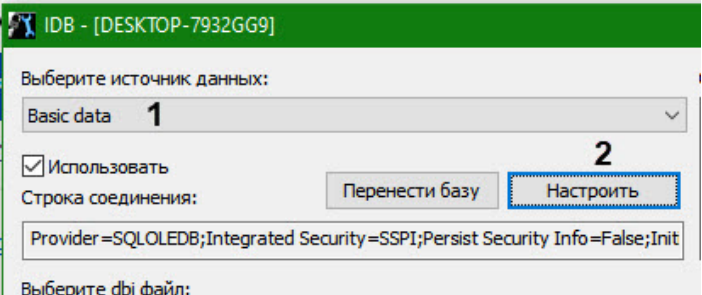 IDB - [DESKTOP-7932GG9]
Выберите источник данных:
Basic data 1
2
Использовать
Строка соединения:
Перенести базу
Настроить
Provider=SQLOLEDB;Integrated Security=SSPI;Persist Security Info=False;Init
Выберите dbi файл: